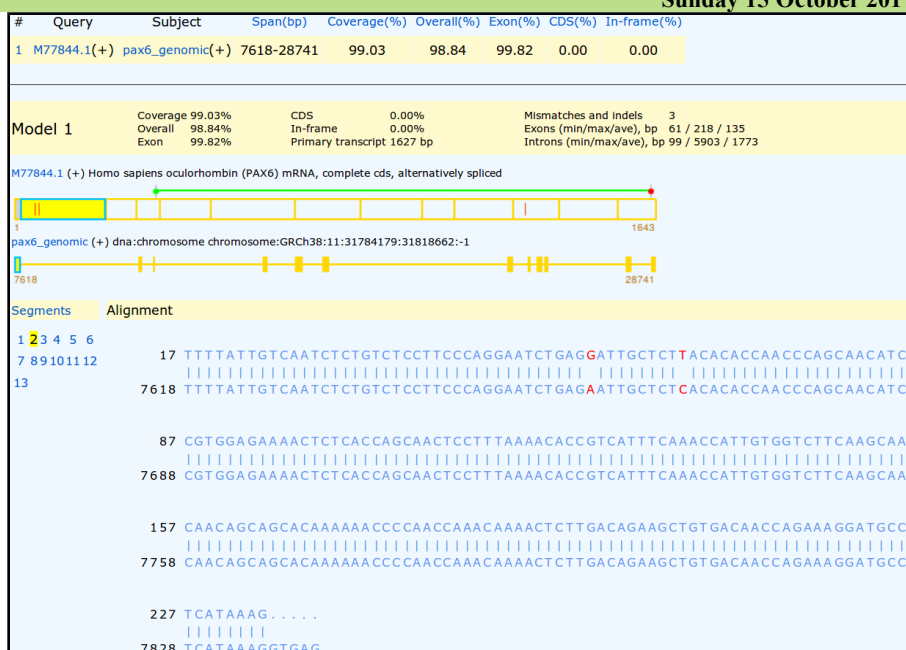 Sunday 15 October 201
# Query Subject Span(bp) Coverage(%) Overall(%) Exon(%) CDS(%) In-frame(%)
1 M77844.1(+) pax6_genomic(+) 7618-28741 99.03 98.84 99.82 0.00 0.00
Model 1
Coverage 99.03% CDS 0.00% Mismatches and indels 3
Overall 98.84% In-frame 0.00% Exons (min/max/ave), bp 61 / 218 / 135
Exon 99.82% Primary transcript 1627 bp Introns (min/max/ave), bp 99 / 5903 / 1773
M77844.1 (+) Homo sapiens oculorhombin (PAX6) mRNA, complete cds, alternatively spliced
1 1643
pax6_genomic (+) dna:chromosome chromosome:GRCh38:11:31784179:31818662:-1
7618 28741
Segments Alignment
1 2 3 4 5 6
7 8 9 10 11 12
13
17 TTTTATTGTCAATCTCTGTCTCCTTCCCAGGAATCTGAGGATTGCTCTTACACACCAACCCAGCAACATC
7618 TTTTATTGTCAATCTCTGTCTCCTTCCCAGGAATCTGAGAATTGCTCTCACACACCAACCCAGCAACATC
87 CGTGGAGAAAACTCTCACCAGCAACTCCTTTAAAACACCGTCATTTCAAACCATTGTGGTCTTCAAGCAA
7688 CGTGGAGAAAACTCTCACCAGCAACTCCTTTAAAACACCGTCATTTCAAACCATTGTGGTCTTCAAGCAA
157 CAACAGCAGCACAAAAAACCCCAACCAAACAAAACTCTTGACAGAAGCTGTGACAACCAGAAAGGATGCC
7758 CAACAGCAGCACAAAAAACCCCAACCAAACAAAACTCTTGACAGAAGCTGTGACAACCAGAAAGGATGCC
227 TCATAAAG.....
7828 TCATAAAGGTGAG